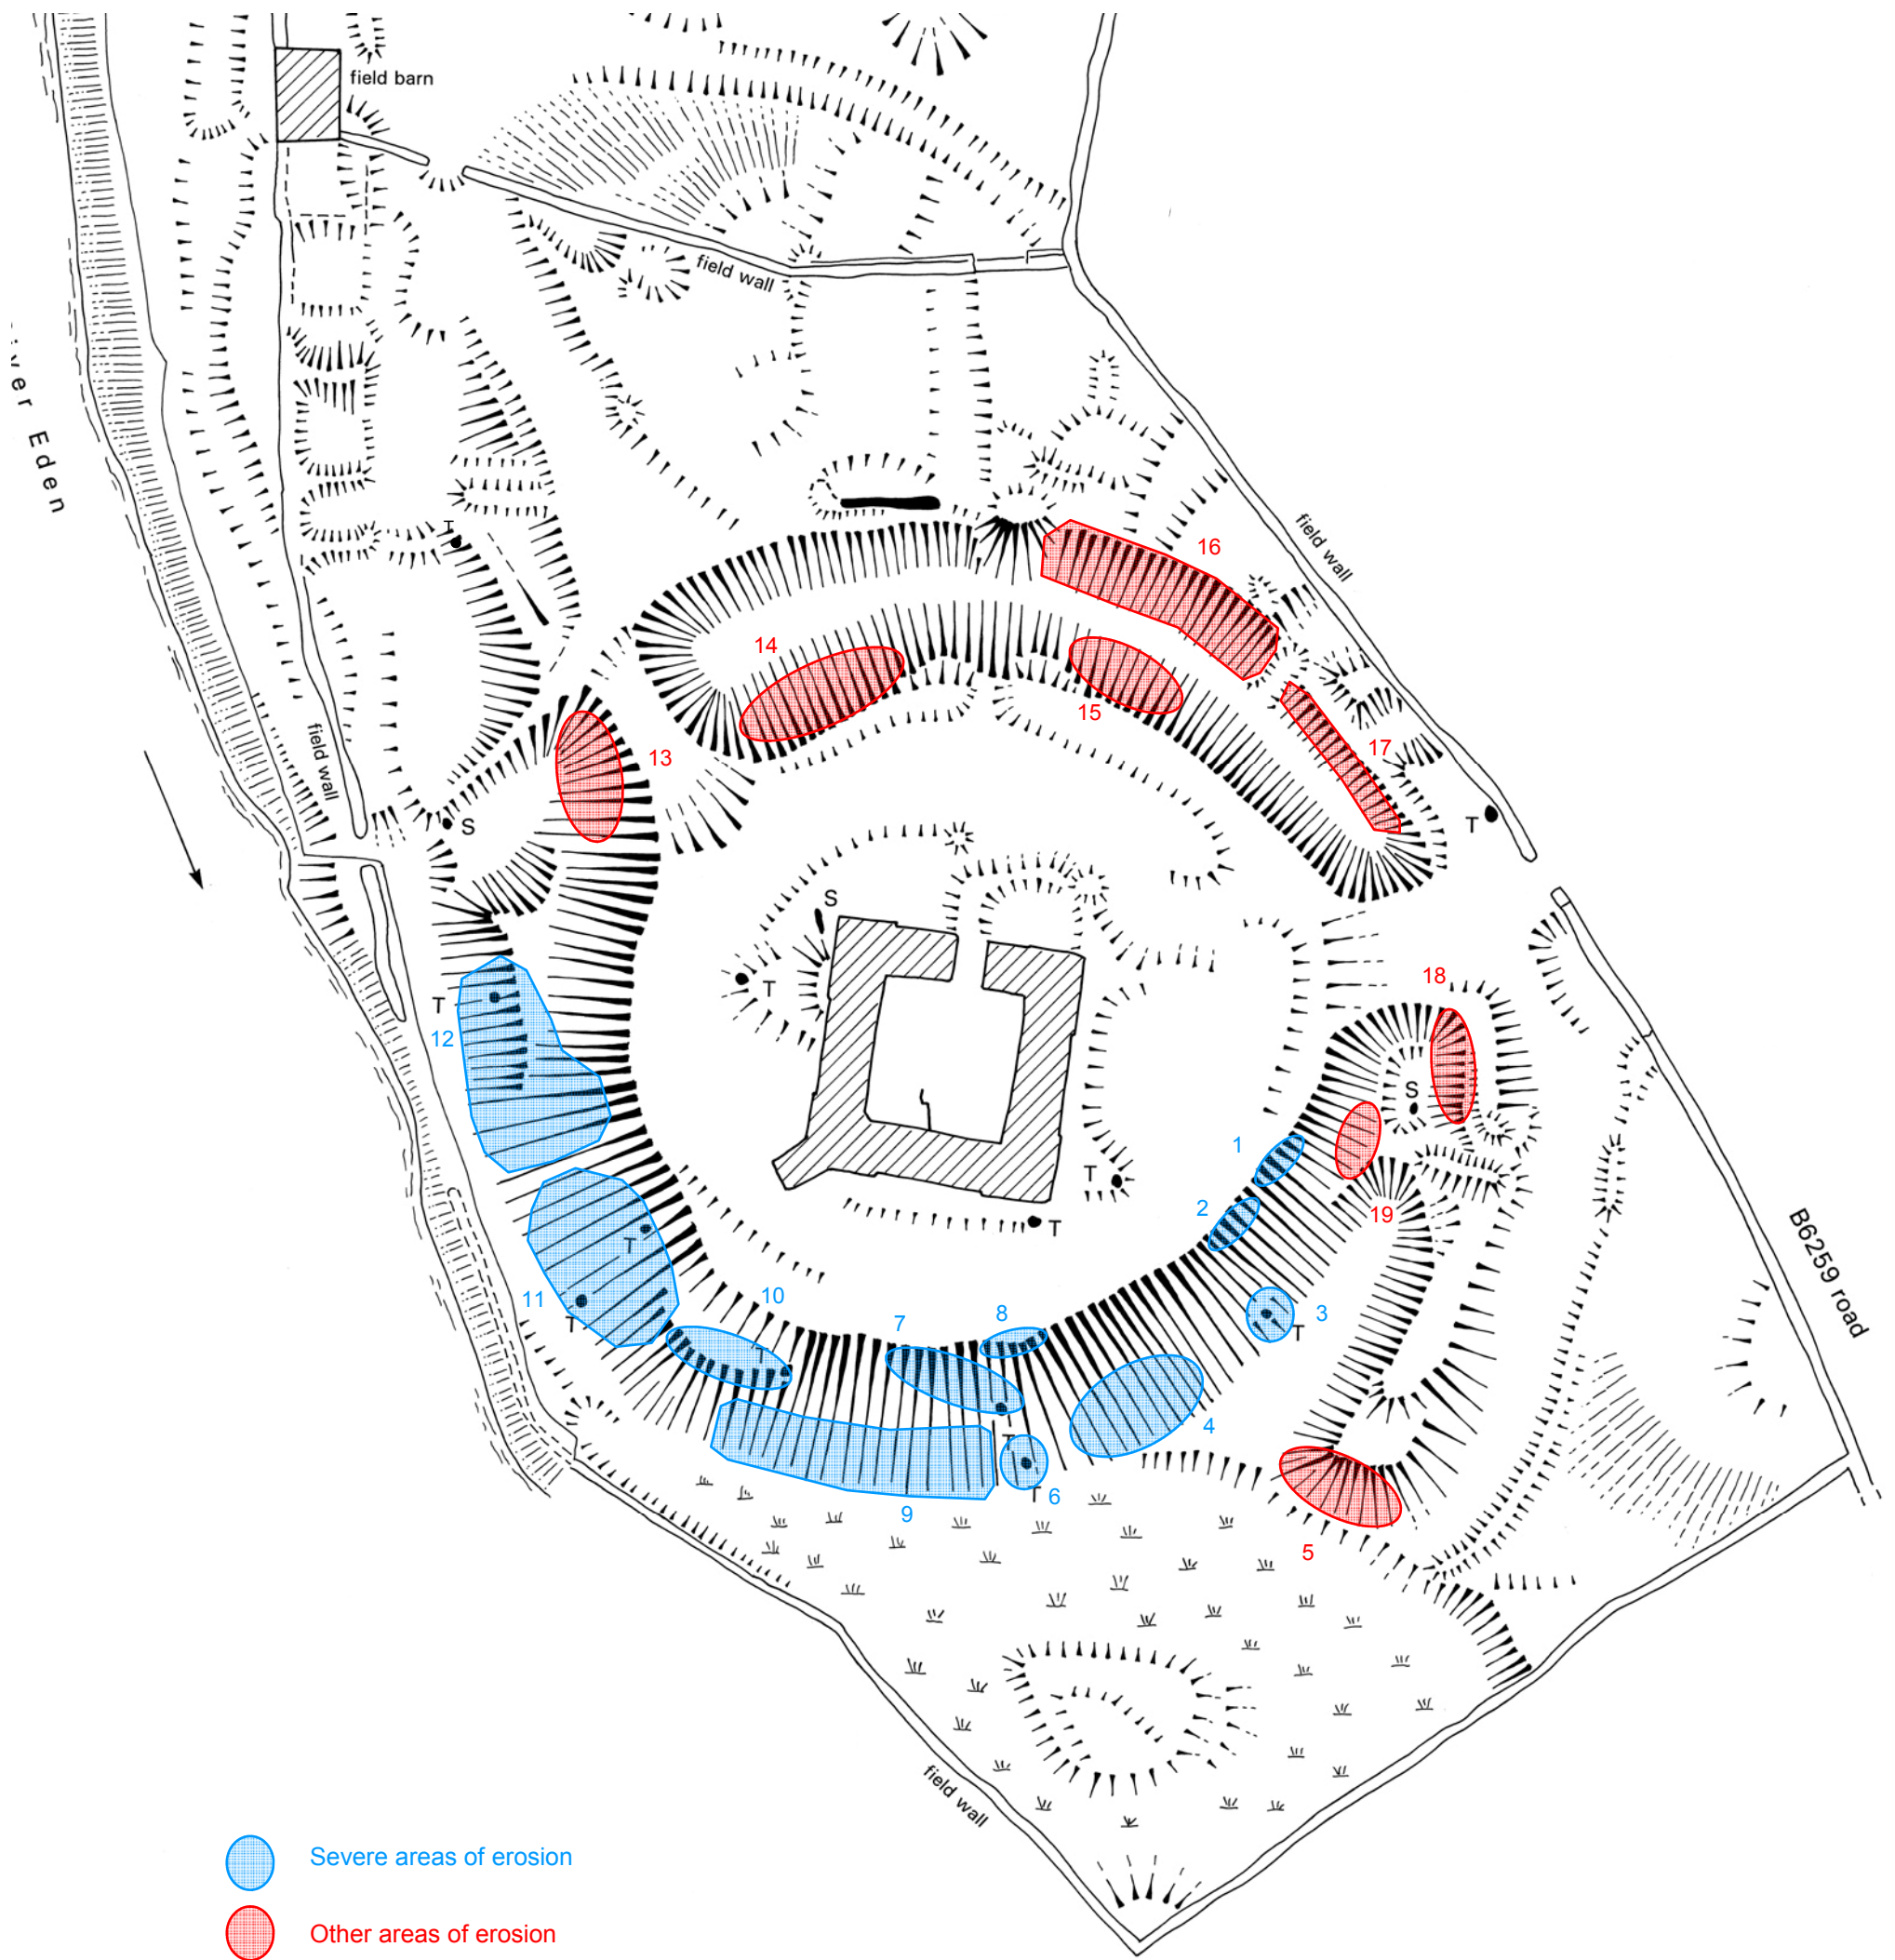 field barn
field wall
iver Eden
T
field wall
16
14
15
13
17
field wall
S
T
S
T
18
T
12
S
1
T
2
19
T
T
B6259 road
11
T
10
7
8
3
T
T
4
T
T
6
9
5
field wall
Severe areas of erosion
Other areas of erosion